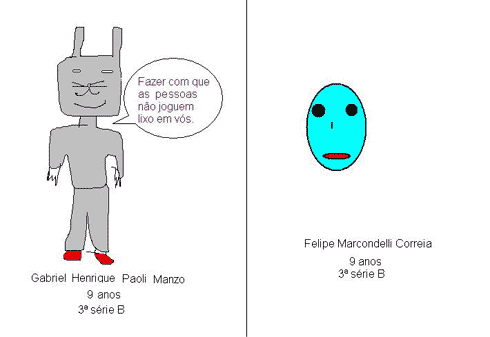 Fazer com que
as pessoas
não joguem
lixo em vós.
Gabriel Henrique Paoli Manzo
9 anos
3ª série B
Felipe Marcondelli Correia
9 anos
3ª série B